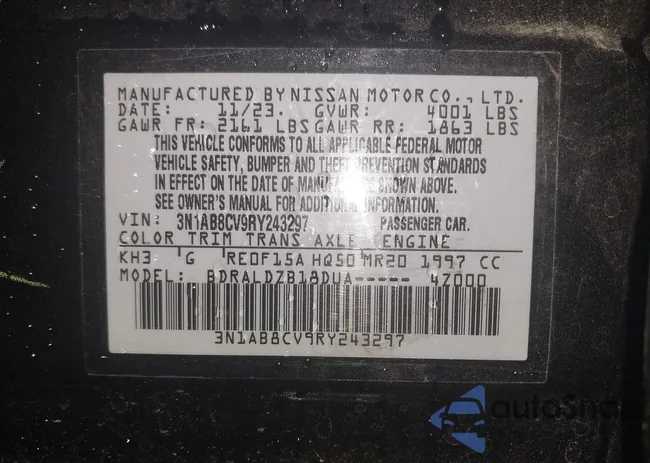 MANUFACTURED BY NISSAN MOTOR CO., LTD.
DATE: 11/23. GVWR: 4001 LBS
GAWR FR: 2161 LBS GAWR RR: 1863 LBS
THIS VEHICLE CONFORMS TO ALL APPLICABLE FEDERAL MOTOR
VEHICLE SAFETY, BUMPER AND THEFT PREVENTION STANDARDS
IN EFFECT ON THE DATE OF MANUFACTURE SHOWN ABOVE.
SEE OWNER'S MANUAL FOR ADDITIONAL INFORMATION.
VIN: 3N1AB8CV9RY243297 PASSENGER CAR.
COLOR TRIM TRANS AXLE ENGINE
KH3 G RE0F15A HQ50 MR20 1997 CC
MODEL: BDRALDZB18DUA----- 4Z000
3N1AB8CV9RY243297